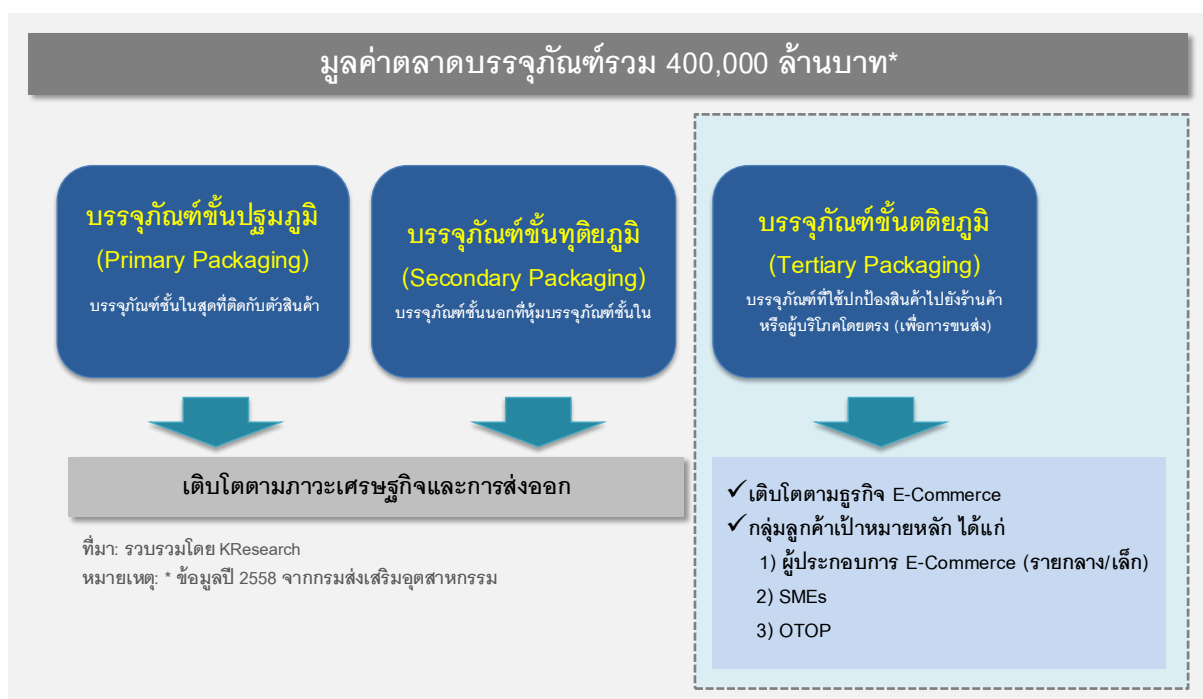 มูลค่าตลาดบรรจุภัณฑ์รวม 400,000 ล้านบาท*
บรรจุภัณฑ์ขั้นปฐมภูมิ
(Primary Packaging)
บรรจุภัณฑ์ชั้นในสุดที่ติดกับตัวสินค้า
บรรจุภัณฑ์ขั้นทุติยภูมิ
(Secondary Packaging)
บรรจุภัณฑ์ชั้นนอกที่หุ้มบรรจุภัณฑ์ชั้นใน
บรรจุภัณฑ์ขั้นตติยภูมิ
(Tertiary Packaging)
บรรจุภัณฑ์ที่ใช้ปกป้องสินค้าไปยังร้านค้า
หรือผู้บริโภคโดยตรง (เพื่อการขนส่ง)
เติบโตตามภาวะเศรษฐกิจและการส่งออก
✓เติบโตตามธุรกิจ E-Commerce
✓กลุ่มลูกค้าเป้าหมายหลัก ได้แก่
1) ผู้ประกอบการ E-Commerce (รายกลาง/เล็ก)
2) SMEs
3) OTOP
ที่มา: รวบรวมโดย KResearch
หมายเหตุ: * ข้อมูลปี 2558 จากกรมส่งเสริมอุตสาหกรรม